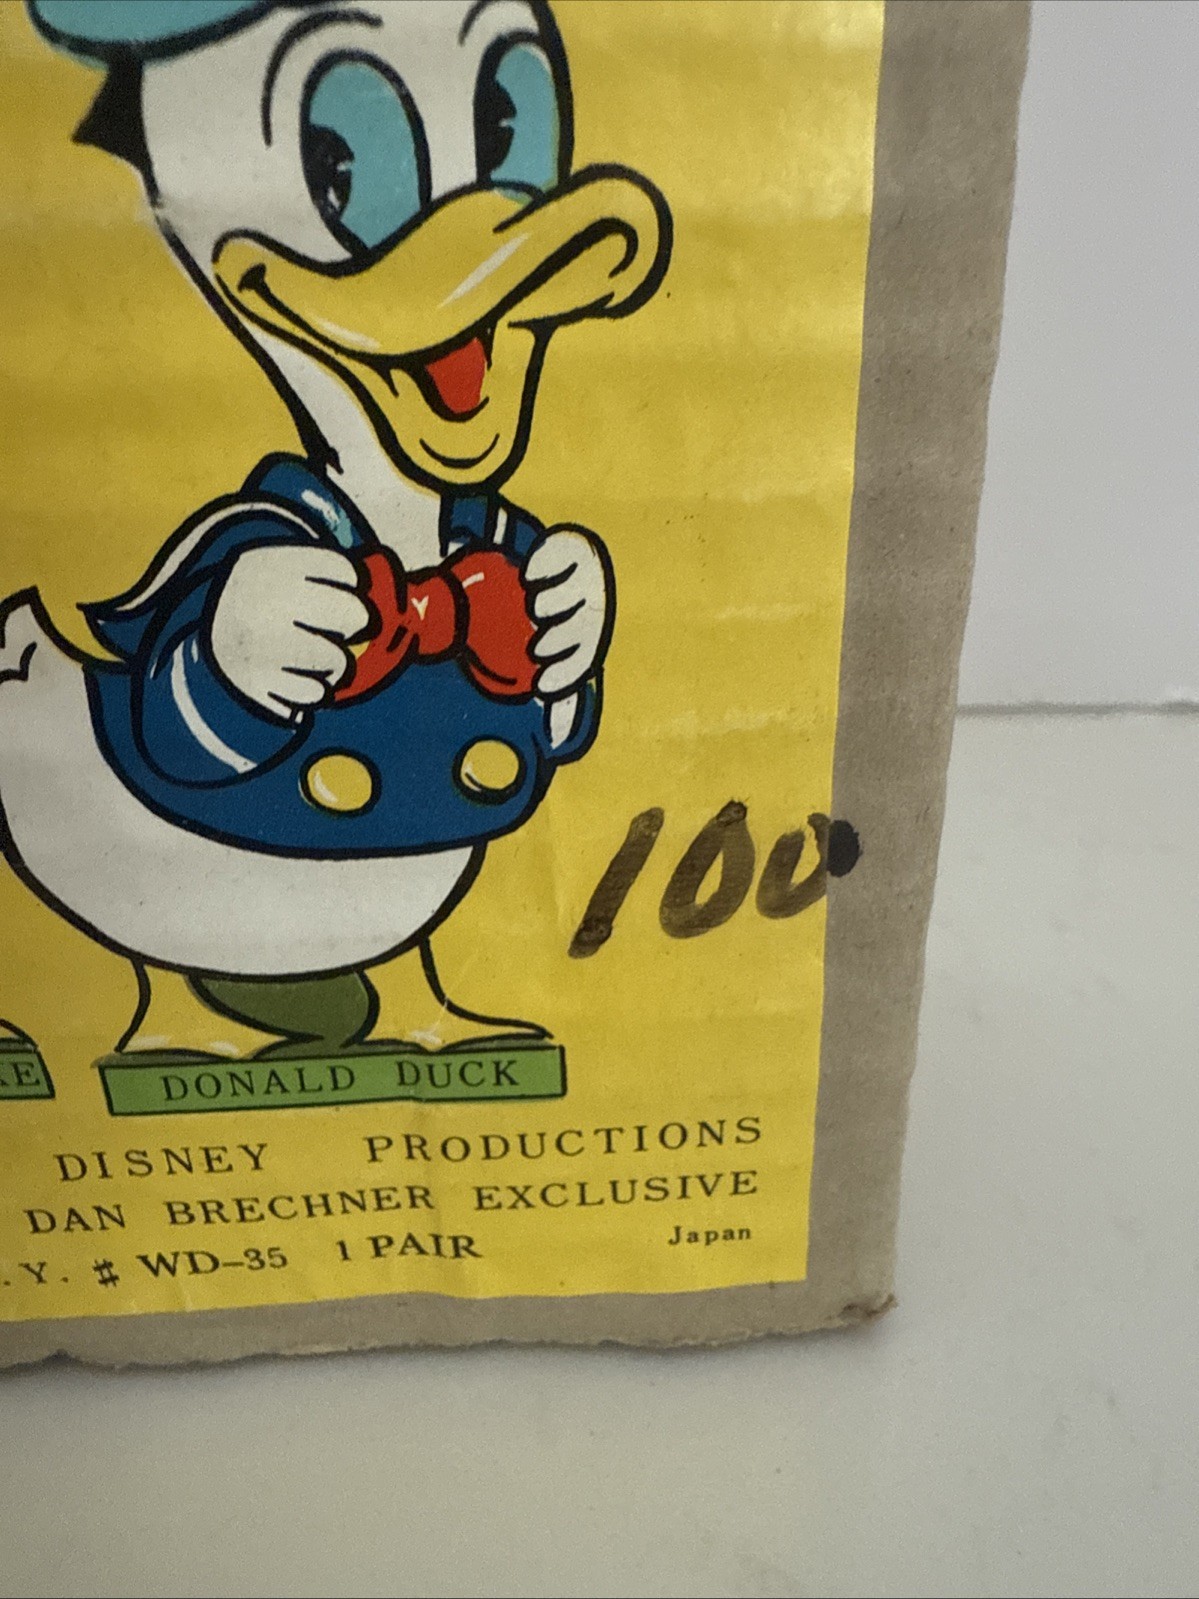 100
DONALD DUCK
DISNEY PRODUCTIONS
DAN BRECHNER EXCLUSIVE
.Y. # WD-35 1 PAIR
Japan